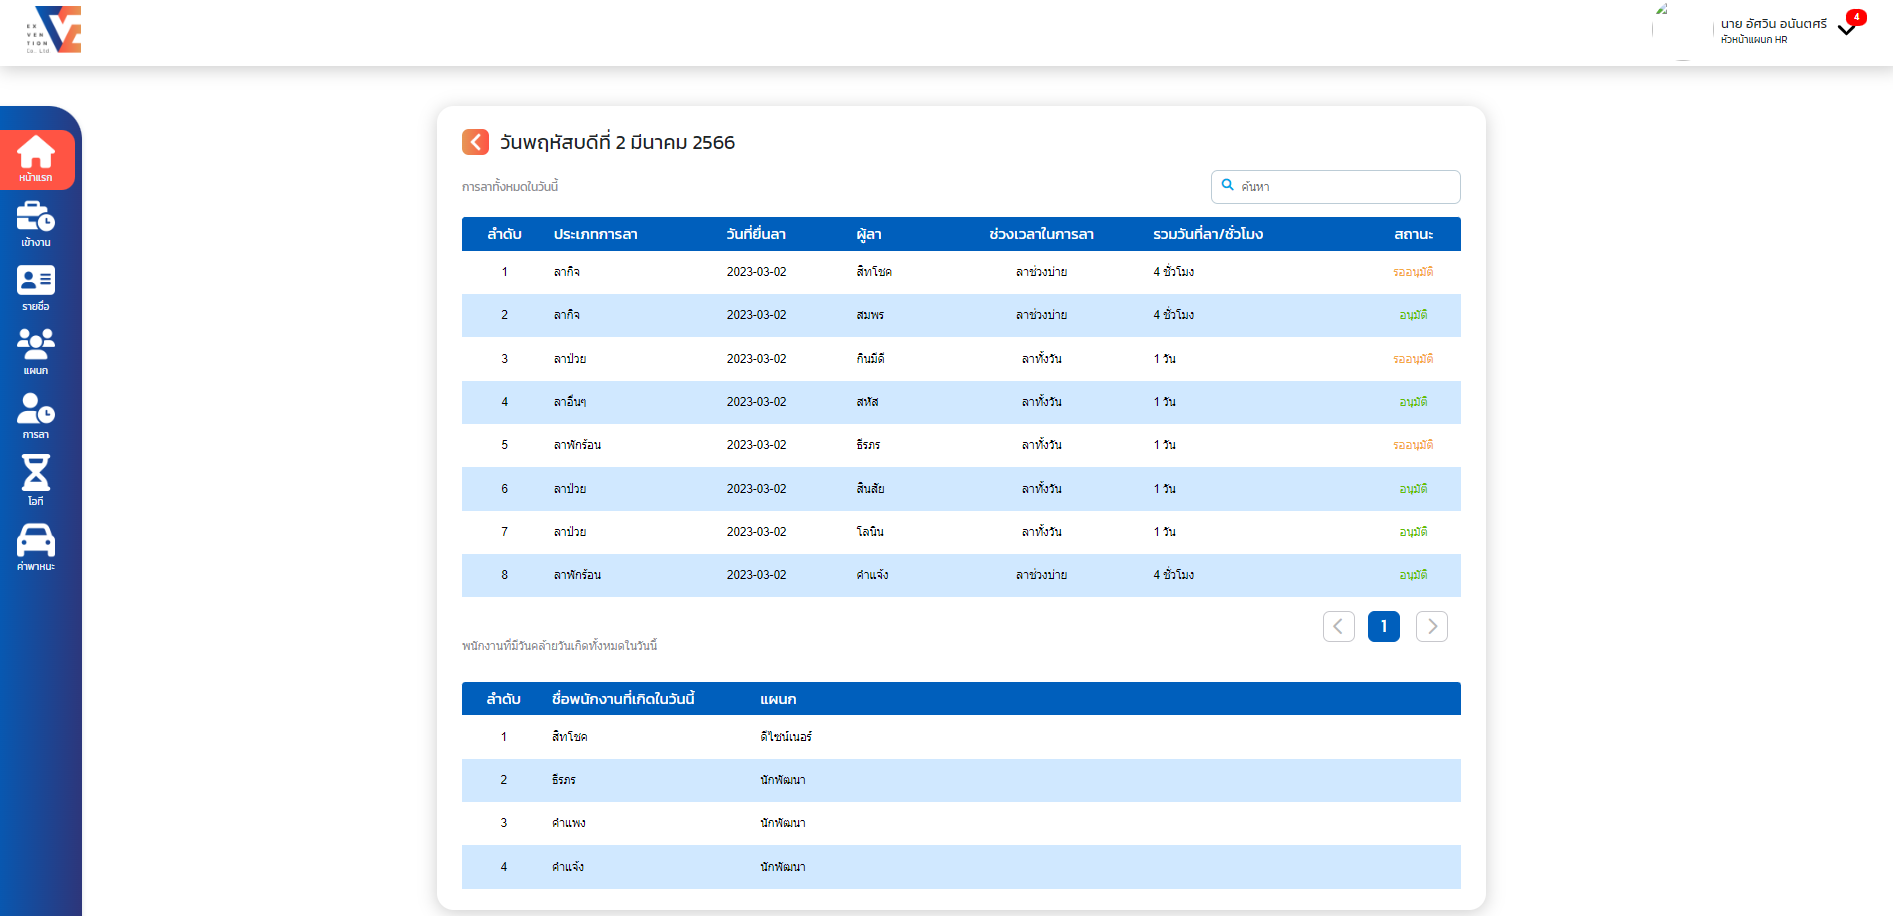 EX
VEN
TION
Co., Ltd
นาย อัศวิน อนันตศรี
หัวหน้าแผนก HR
4
หน้าแรก
เข้างาน
รายชื่อ
แผนก
การลา
โอที
ค่าพาหนะ
วันพฤหัสบดีที่ 2 มีนาคม 2566
การลาทั้งหมดในวันนี้
ค้นหา
ลำดับ ประเภทการลา วันที่ยื่นลา ผู้ลา ช่วงเวลาในการลา รวมวันที่ลา/ชั่วโมง สถานะ
1 ลากิจ 2023-03-02 สิทโชค ลาช่วงบ่าย 4 ชั่วโมง รออนุมัติ
2 ลากิจ 2023-03-02 สมพร ลาช่วงบ่าย 4 ชั่วโมง อนุมัติ
3 ลาป่วย 2023-03-02 กินมีดี ลาทั้งวัน 1 วัน รออนุมัติ
4 ลาอื่นๆ 2023-03-02 สหัส ลาทั้งวัน 1 วัน อนุมัติ
5 ลาพักร้อน 2023-03-02 ธีรภร ลาทั้งวัน 1 วัน รออนุมัติ
6 ลาป่วย 2023-03-02 สินสัย ลาทั้งวัน 1 วัน อนุมัติ
7 ลาป่วย 2023-03-02 โลนิน ลาทั้งวัน 1 วัน อนุมัติ
8 ลาพักร้อน 2023-03-02 คำแจ้ง ลาช่วงบ่าย 4 ชั่วโมง อนุมัติ
1
พนักงานที่มีวันคล้ายวันเกิดทั้งหมดในวันนี้
ลำดับ ชื่อพนักงานที่เกิดในวันนี้ แผนก
1 สิทโชค ดีไซน์เนอร์
2 ธีรภร นักพัฒนา
3 คำแพง นักพัฒนา
4 คำแจ้ง นักพัฒนา